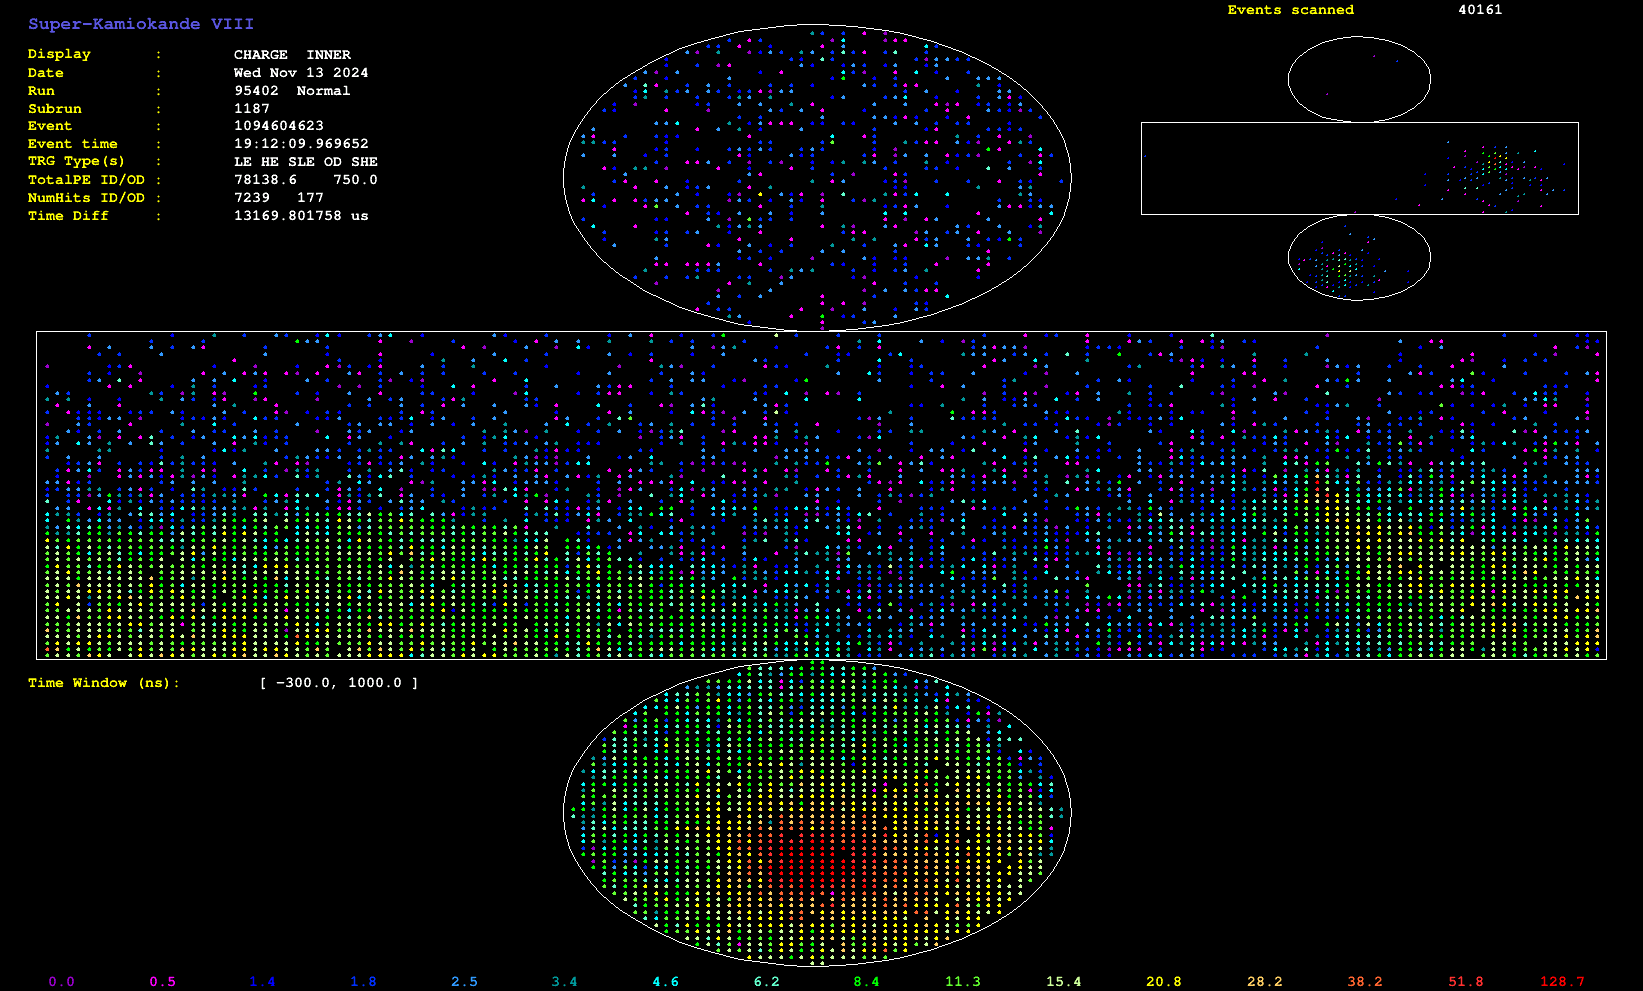 Super-Kamiokande VIII
Events scanned 40161
Display : CHARGE INNER
Date : Wed Nov 13 2024
Run : 95402 Normal
Subrun : 1187
Event : 1094604623
Event time : 19:12:09.969652
TRG Type(s) : LE HE SLE OD SHE
TotalPE ID/OD : 78138.6 750.0
NumHits ID/OD : 7239 177
Time Diff : 13169.801758 us
Time Window (ns): [ -300.0, 1000.0 ]
0.0 0.5 1.4 1.8 2.5 3.4 4.6 6.2 8.4 11.3 15.4 20.8 28.2 38.2 51.8 128.7